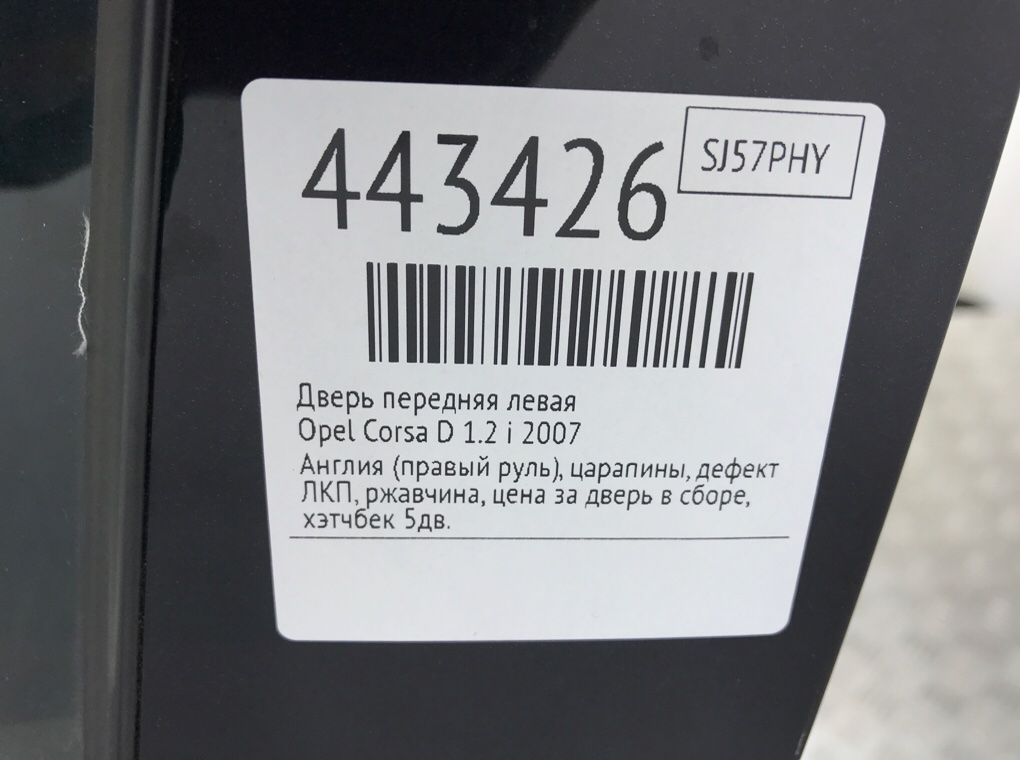 443426
SJ57PHY
Дверь передняя левая
Opel Corsa D 1.2 i 2007
Англия (правый руль), царапины, дефект
ЛКП, ржавчина, цена за дверь в сборе,
хэтчбек 5дв.